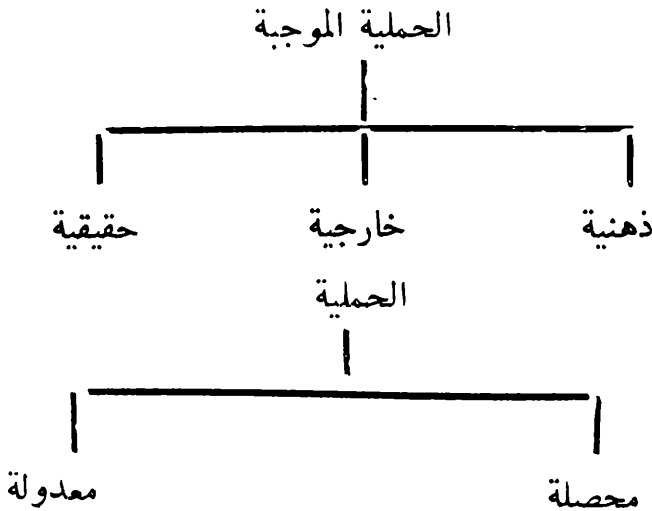 الحملية الموجبة
ذهنية خارجية حقيقية
الحملية
محصلة معدولة